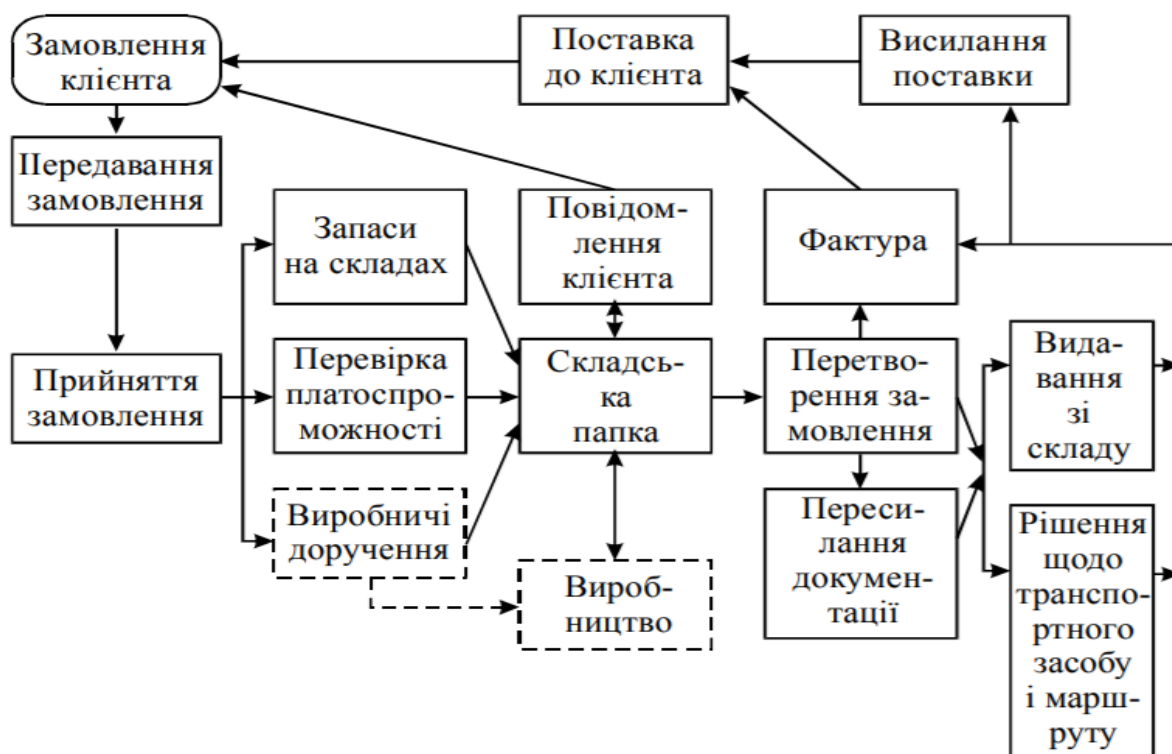 Замовлення
клієнта
Поставка
до клієнта
Висилання
поставки
Передавання
замовлення
Запаси
на складах
Повідом-
лення
клієнта
Фактура
Прийняття
замовлення
Перевірка
платоспро-
можності
Складсь-
ка
папка
Перетво-
рення за-
мовлення
Вида-
вання
зі
складу
Виробничі
доручення
Вироб-
ництво
Переси-
лання
докумен-
тації
Рішення
щодо
транспо-
ртного
засобу
і марш-
руту